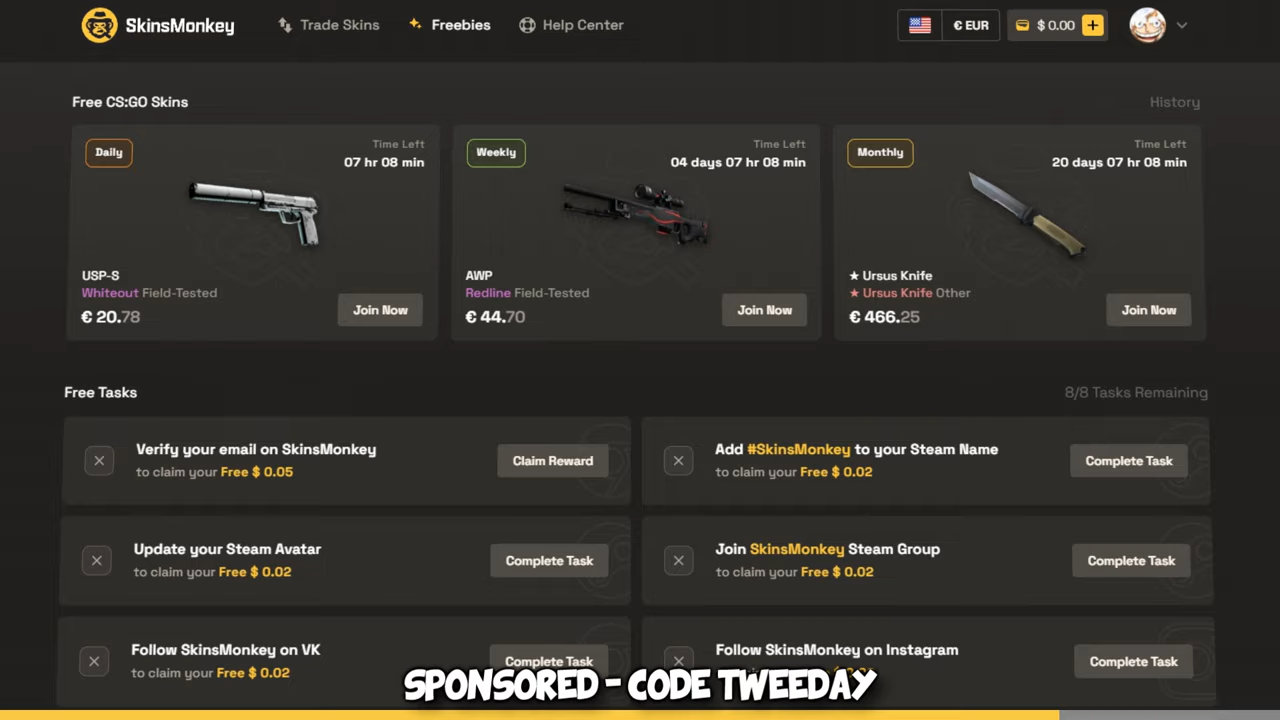 SkinsMonkey
Trade Skins
Freebies
Help Center
€ EUR
$ 0.00
Free CS:GO Skins
History
Daily
Time Left
07 hr 08 min
USP-S
Whiteout Field-Tested
€ 20.78
Join Now
Weekly
Time Left
04 days 07 hr 08 min
AWP
Redline Field-Tested
€ 44.70
Join Now
Monthly
Time Left
20 days 07 hr 08 min
★ Ursus Knife
★ Ursus Knife Other
€ 466.25
Join Now
Free Tasks
8/8 Tasks Remaining
Verify your email on SkinsMonkey
to claim your Free $ 0.05
Claim Reward
Add #SkinsMonkey to your Steam Name
to claim your Free $ 0.02
Complete Task
Update your Steam Avatar
to claim your Free $ 0.02
Complete Task
Join SkinsMonkey Steam Group
to claim your Free $ 0.02
Complete Task
Follow SkinsMonkey on VK
to claim your Free $ 0.02
Complete Task
Follow SkinsMonkey on Instagram
Complete Task
SPONSORED - CODE TWEEDAY